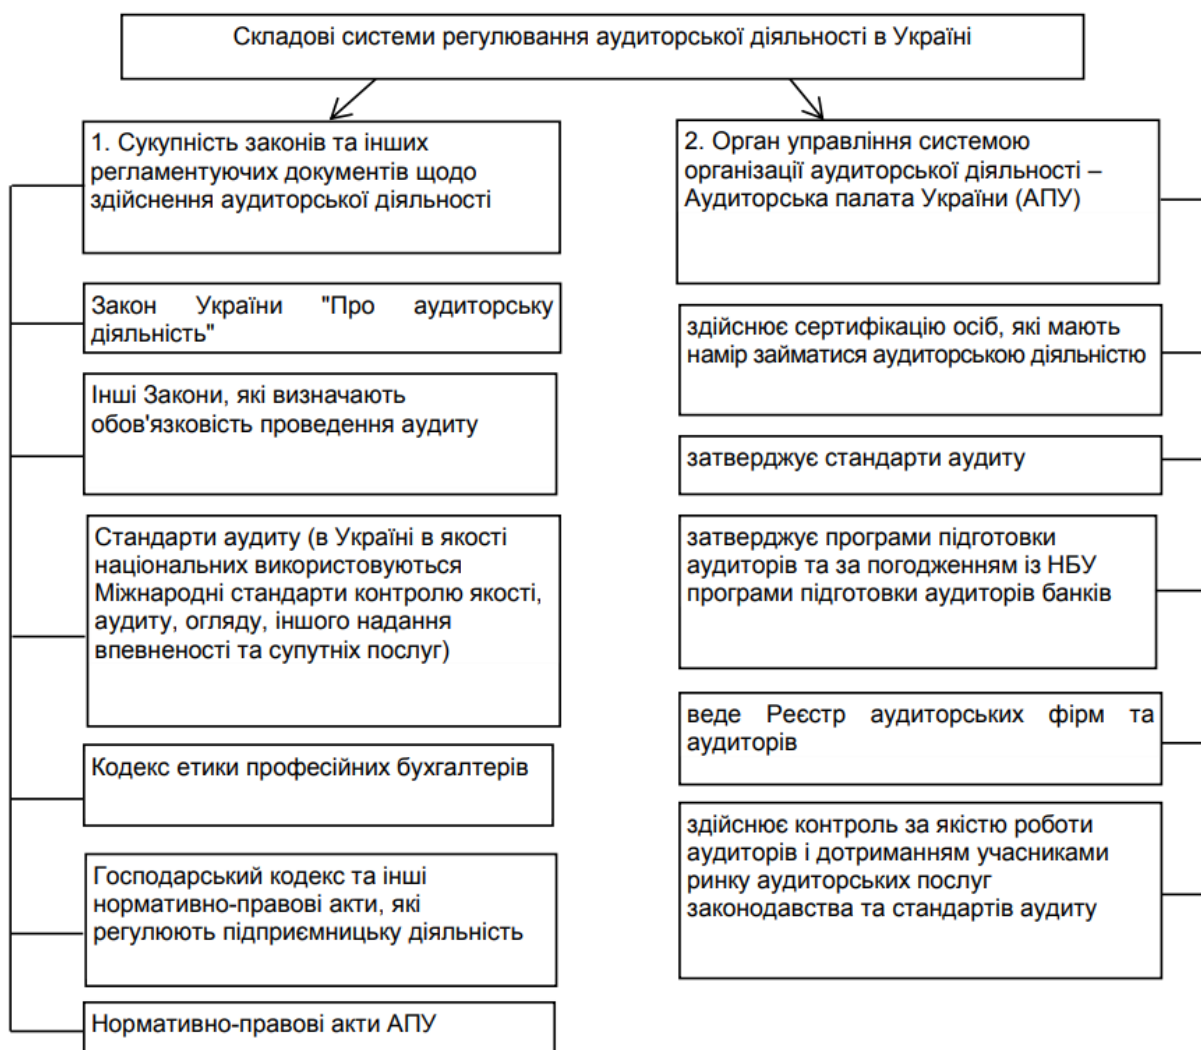 Складові системи регулювання аудиторської діяльності в Україні
1. Сукупність законів та інших
регламентуючих документів щодо
здійснення аудиторської діяльності
Закон України "Про аудиторську
діяльність"
Інші Закони, які визначають
обов'язковість проведення аудиту
Стандарти аудиту (в Україні в якості
національних використовуються
Міжнародні стандарти контролю якості,
аудиту, огляду, іншого надання
впевненості та супутніх послуг)
Кодекс етики професійних бухгалтерів
Господарський кодекс та інші
нормативно-правові акти, які
регулюють підприємницьку діяльність
Нормативно-правові акти АПУ
2. Орган управління системою
організації аудиторської діяльності –
Аудиторська палата України (АПУ)
здійснює сертифікацію осіб, які мають
намір займатися аудиторською діяльністю
затверджує стандарти аудиту
затверджує програми підготовки
аудиторів та за погодженням із НБУ
програми підготовки аудиторів банків
веде Реєстр аудиторських фірм та
аудиторів
здійснює контроль за якістю роботи
аудиторів і дотриманням учасниками
ринку аудиторських послуг
законодавства та стандартів аудиту